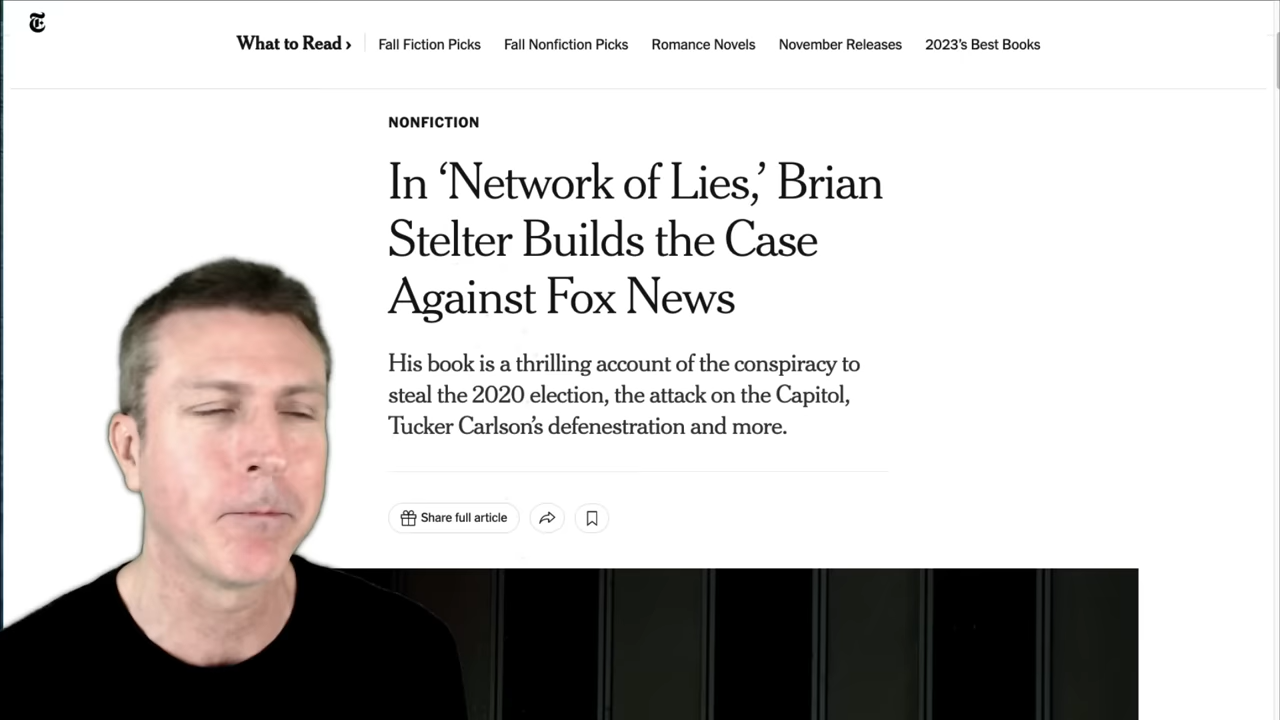 What to Read ›
Fall Fiction Picks
Fall Nonfiction Picks
Romance Novels
November Releases
2023’s Best Books
NONFICTION
In ‘Network of Lies,’ Brian
Stelter Builds the Case
Against Fox News
His book is a thrilling account of the conspiracy to
steal the 2020 election, the attack on the Capitol,
Tucker Carlson’s defenestration and more.
Share full article